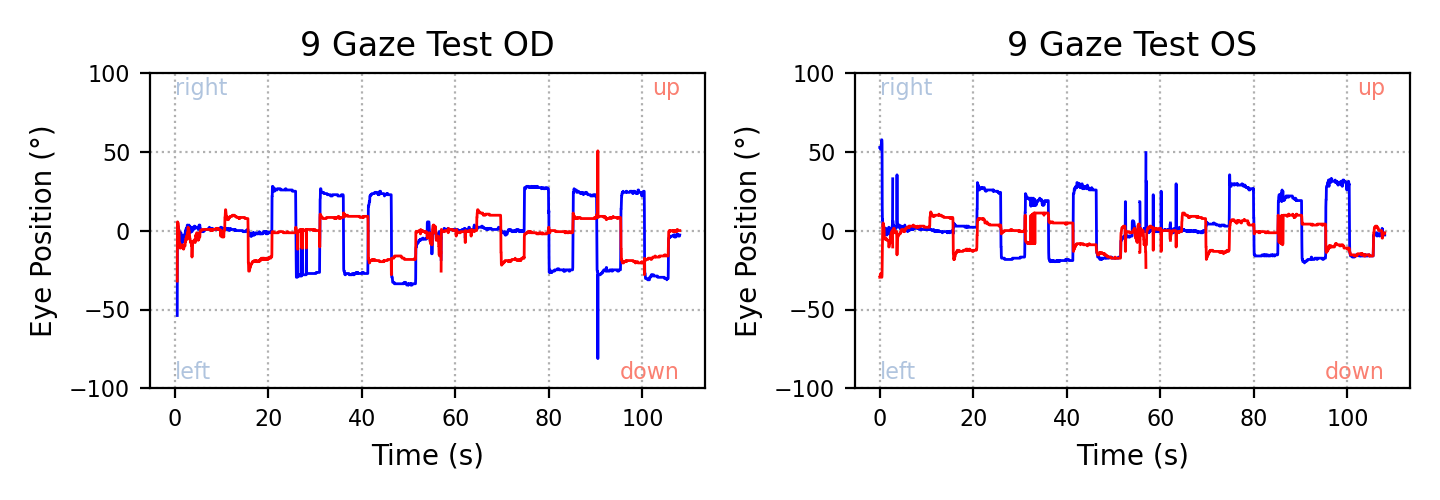 9 Gaze Test OD
Eye Position (°)
100
50
0
−50
−100
right
up
left
down
0 20 40 60 80 100
Time (s)
9 Gaze Test OS
Eye Position (°)
100
50
0
−50
−100
right
up
left
down
0 20 40 60 80 100
Time (s)